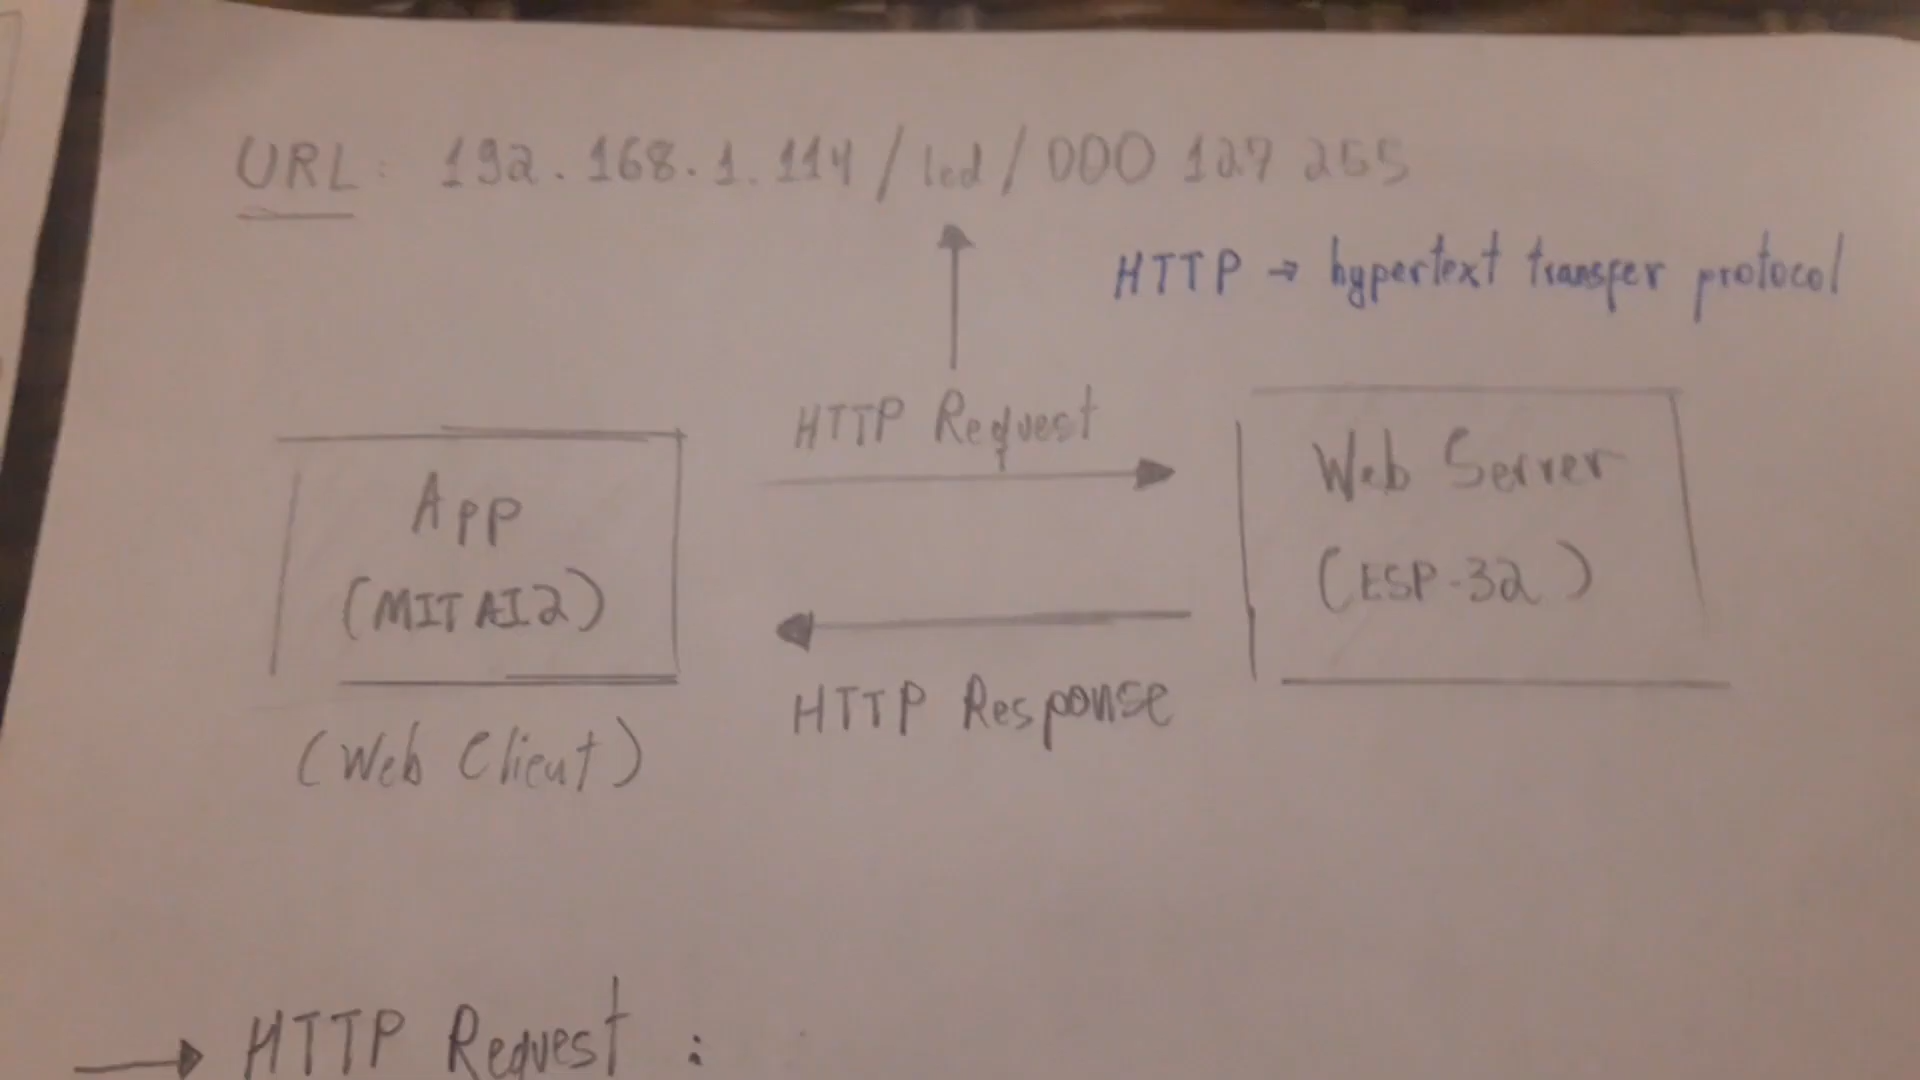 URL: 192.168.1.114/led/000 127 255
HTTP → hypertext transfer protocol
HTTP Request
App
(MIT AI2)
Web Server
(ESP-32)
HTTP Response
(Web Client)
→ HTTP Request :